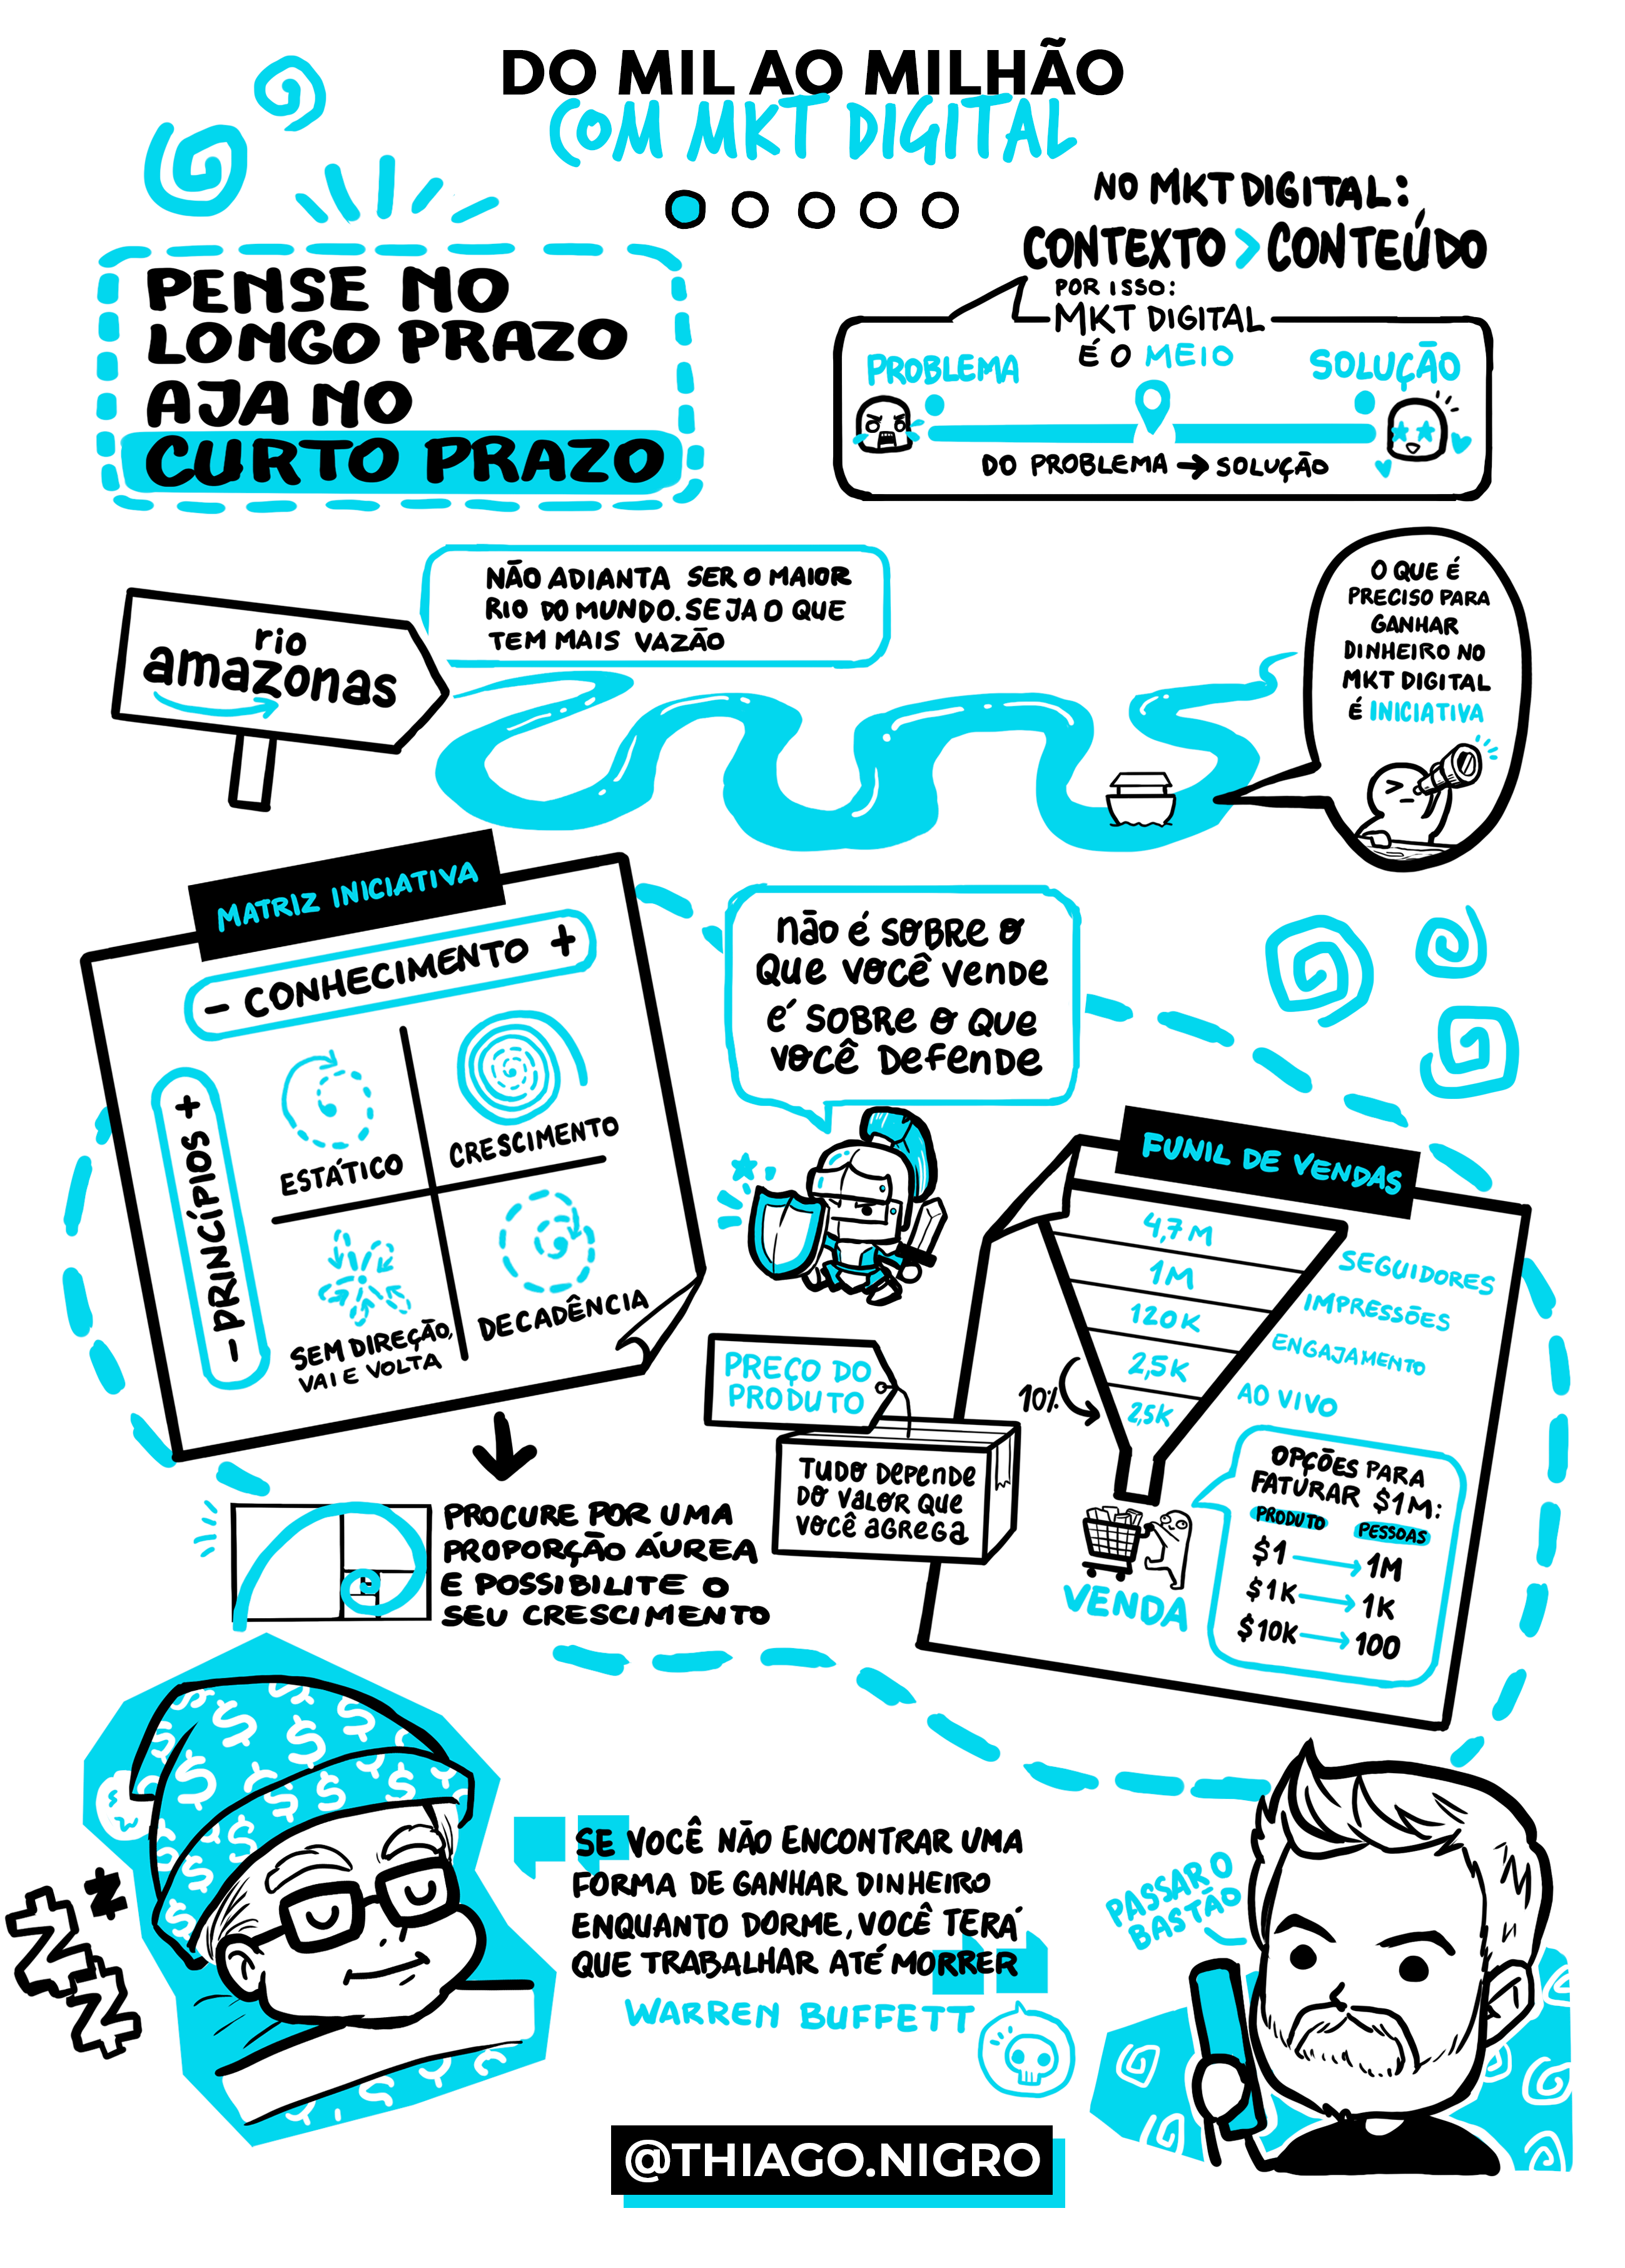 DO MIL AO MILHÃO
COM MKT DIGITAL
PENSE NO
LONGO PRAZO
AJA NO
CURTO PRAZO
NO MKT DIGITAL:
CONTEXTO > CONTEÚDO
POR ISSO:
MKT DIGITAL
É O MEIO
PROBLEMA
SOLUÇÃO
DO PROBLEMA → SOLUÇÃO
rio
amazonas
NÃO ADIANTA SER O MAIOR
RIO DO MUNDO. SEJA O QUE
TEM MAIS VAZÃO
O QUE É
PRECISO PARA
GANHAR
DINHEIRO NO
MKT DIGITAL
É INICIATIVA
MATRIZ INICIATIVA
- CONHECIMENTO +
- PRINCÍPIOS +
ESTÁTICO
CRESCIMENTO
SEM DIREÇÃO,
VAI E VOLTA
DECADÊNCIA
PROCURE POR UMA
PROPORÇÃO ÁUREA
E POSSIBILITE O
SEU CRESCIMENTO
não é SOBRE O
QUE VOCÊ VENDE
É SOBRE O QUE
VOCÊ DEFENDE
PREÇO DO
PRODUTO
TUDO DEPENDE
DO VALOR QUE
VOCÊ AGREGA
FUNIL DE VENDAS
4,7 M
SEGUIDORES
1M
IMPRESSÕES
120K
ENGAJAMENTO
2,5K
AO VIVO
10%
2,5K
VENDA
OPÇÕES PARA
FATURAR $1M:
PRODUTO PESSOAS
$1 → 1M
$1K → 1K
$10K → 100
ZZZZ
SE VOCÊ NÃO ENCONTRAR UMA
FORMA DE GANHAR DINHEIRO
ENQUANTO DORME, VOCÊ TERÁ
QUE TRABALHAR ATÉ MORRER
WARREN BUFFETT
PASSAR O
BASTÃO
@THIAGO.NIGRO